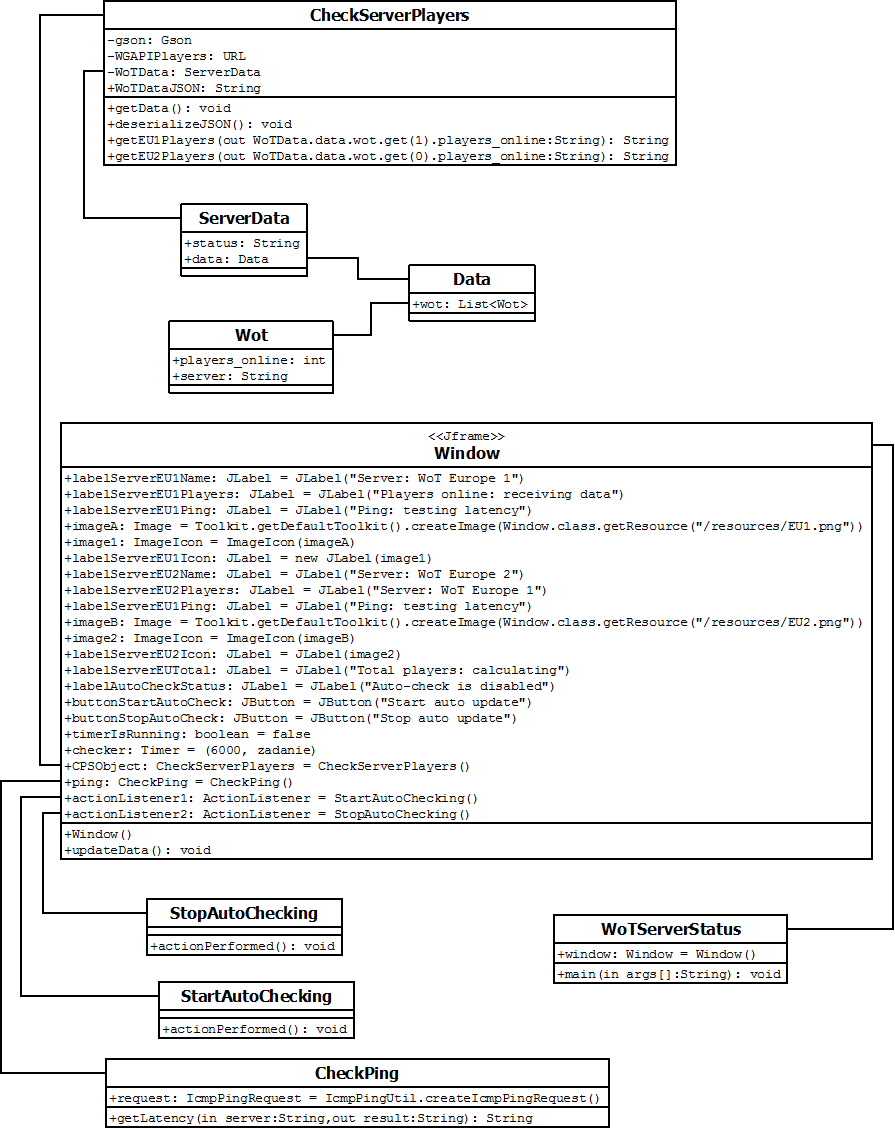 CheckServerPlayers
-gson: Gson
-WGAPIPlayers: URL
-WoTData: ServerData
+WoTDataJSON: String
+getData(): void
+deserializeJSON(): void
+getEU1Players(out WoTData.data.wot.get(1).players_online:String): String
+getEU2Players(out WoTData.data.wot.get(0).players_online:String): String
ServerData
+status: String
+data: Data
Data
+wot: List<Wot>
Wot
+players_online: int
+server: String
<<Jframe>>
Window
+labelServerEU1Name: JLabel = JLabel("Server: WoT Europe 1")
+labelServerEU1Players: JLabel = JLabel("Players online: receiving data")
+labelServerEU1Ping: JLabel = JLabel("Ping: testing latency")
+imageA: Image = Toolkit.getDefaultToolkit().createImage(Window.class.getResource("/resources/EU1.png"))
+image1: ImageIcon = ImageIcon(imageA)
+labelServerEU1Icon: JLabel = new JLabel(image1)
+labelServerEU2Name: JLabel = JLabel("Server: WoT Europe 2")
+labelServerEU2Players: JLabel = JLabel("Server: WoT Europe 1")
+labelServerEU1Ping: JLabel = JLabel("Ping: testing latency")
+imageB: Image = Toolkit.getDefaultToolkit().createImage(Window.class.getResource("/resources/EU2.png"))
+image2: ImageIcon = ImageIcon(imageB)
+labelServerEU2Icon: JLabel = JLabel(image2)
+labelServerEUTotal: JLabel = JLabel("Total players: calculating")
+labelAutoCheckStatus: JLabel = JLabel("Auto-check is disabled")
+buttonStartAutoCheck: JButton = JButton("Start auto update")
+buttonStopAutoCheck: JButton = JButton("Stop auto update")
+timerIsRunning: boolean = false
+checker: Timer = (6000, zadanie)
+CPSObject: CheckServerPlayers = CheckServerPlayers()
+ping: CheckPing = CheckPing()
+actionListener1: ActionListener = StartAutoChecking()
+actionListener2: ActionListener = StopAutoChecking()
+Window()
+updateData(): void
StopAutoChecking
+actionPerformed(): void
WoTServerStatus
+window: Window = Window()
+main(in args[]:String): void
StartAutoChecking
+actionPerformed(): void
CheckPing
+request: IcmpPingRequest = IcmpPingUtil.createIcmpPingRequest()
+getLatency(in server:String,out result:String): String